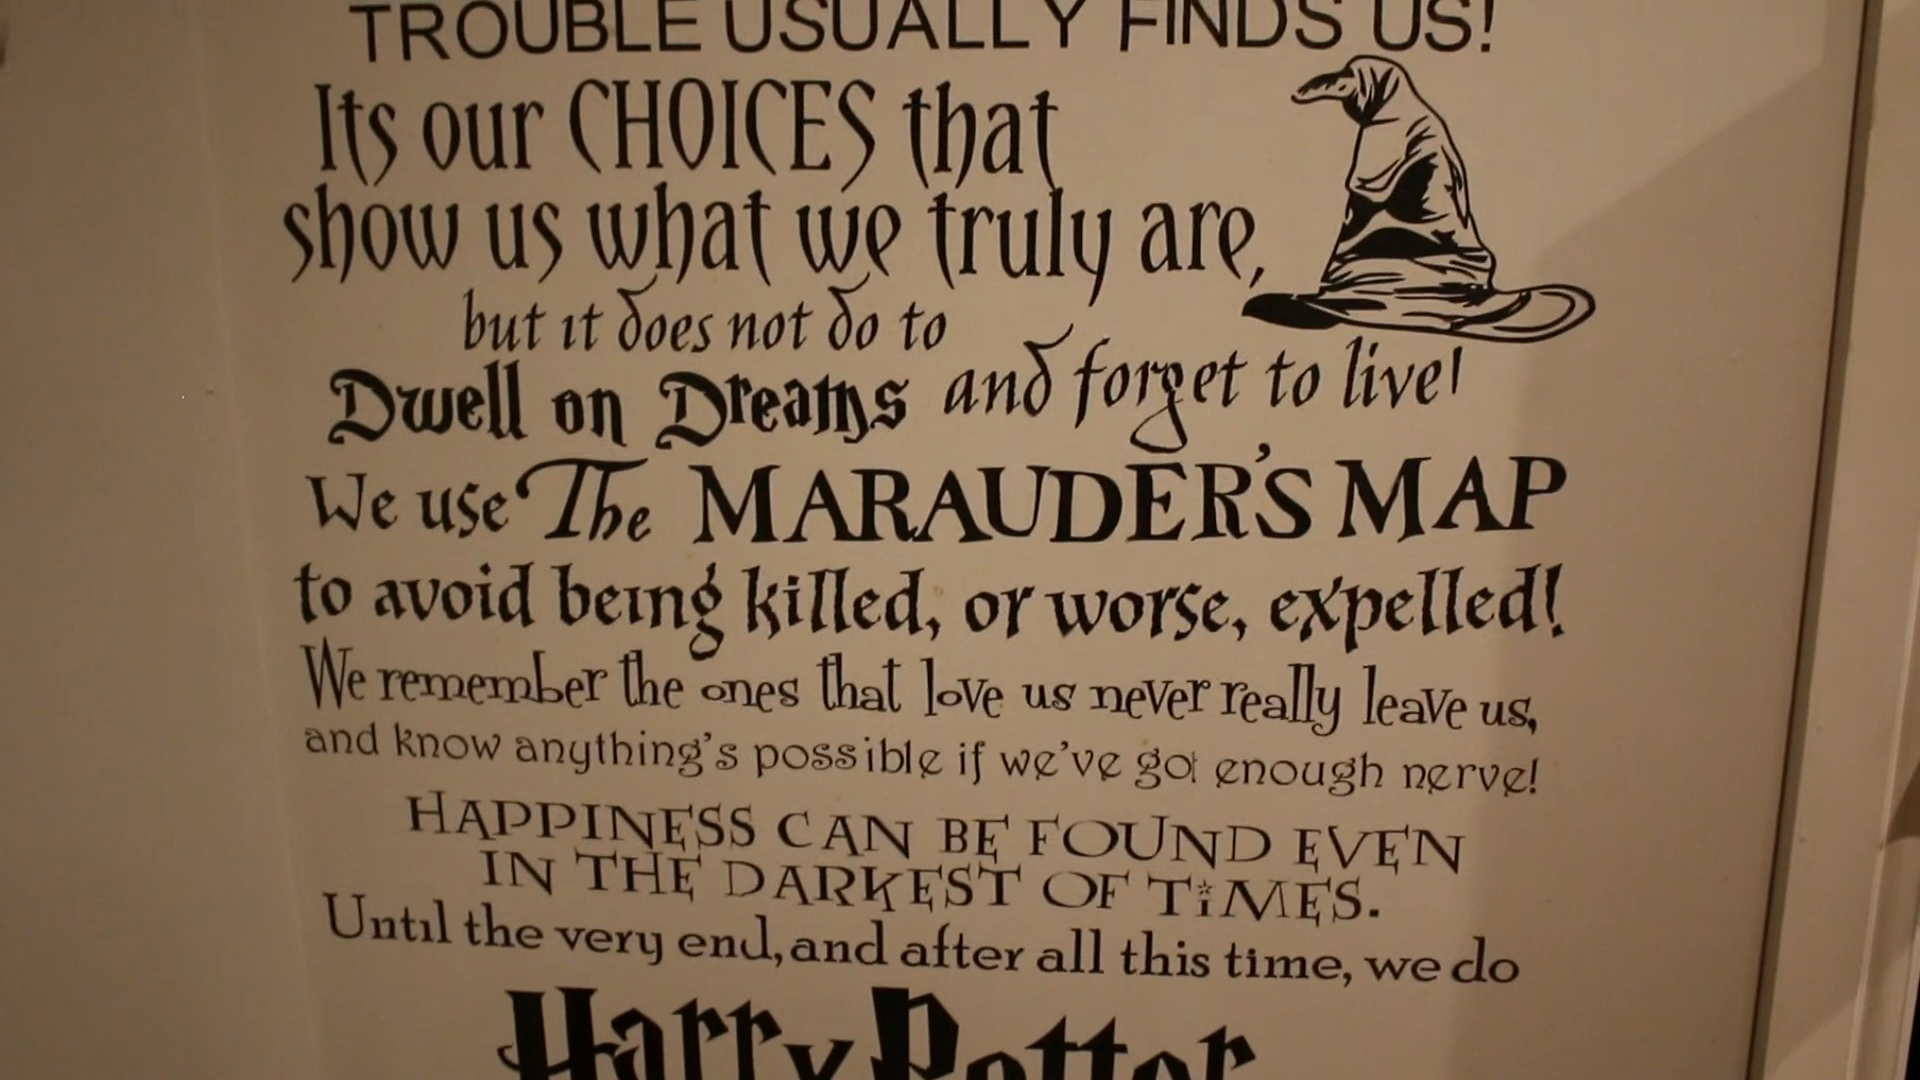 TROUBLE USUALLY FINDS US!
Its our CHOICES that
show us what we truly are,
but it does not do to
Dwell on Dreams and forget to live!
We use The MARAUDER'S MAP
to avoid being killed, or worse, expelled!
We remember the ones that love us never really leave us,
and know anything's possible if we've got enough nerve!
HAPPINESS CAN BE FOUND EVEN
IN THE DARKEST OF TiMES.
Until the very end, and after all this time, we do
Harry Potter